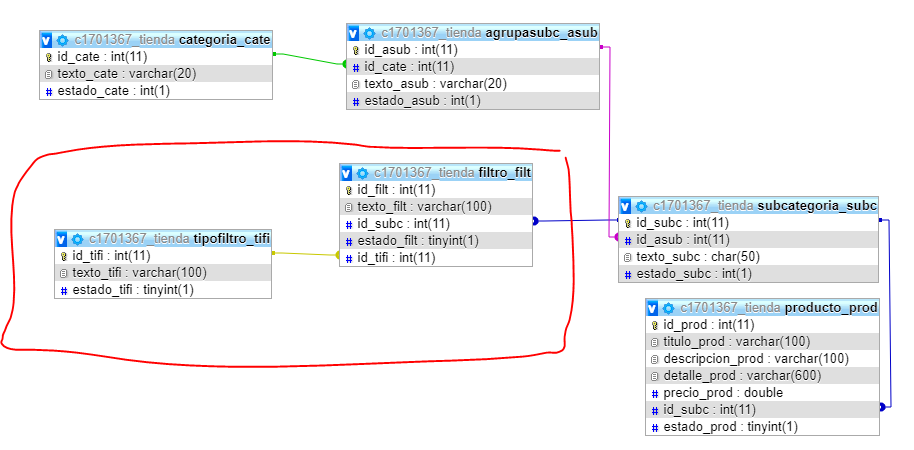 c1701367_tienda categoria_cate
id_cate : int(11)
texto_cate : varchar(20)
estado_cate : int(1)
c1701367_tienda agrupasubc_asub
id_asub : int(11)
id_cate : int(11)
texto_asub : varchar(20)
estado_asub : int(1)
c1701367_tienda filtro_filt
id_filt : int(11)
texto_filt : varchar(100)
id_subc : int(11)
estado_filt : tinyint(1)
id_tifi : int(11)
c1701367_tienda tipofiltro_tifi
id_tifi : int(11)
texto_tifi : varchar(100)
estado_tifi : tinyint(1)
c1701367_tienda subcategoria_subc
id_subc : int(11)
id_asub : int(11)
texto_subc : char(50)
estado_subc : int(1)
c1701367_tienda producto_prod
id_prod : int(11)
titulo_prod : varchar(100)
descripcion_prod : varchar(100)
detalle_prod : varchar(600)
precio_prod : double
id_subc : int(11)
estado_prod : tinyint(1)